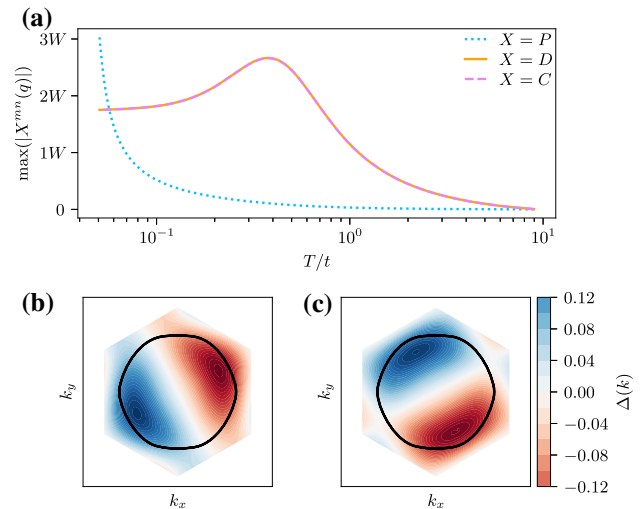 (a)
max(|X^{mn}(q)|)
3W
2W
1W
0
X = P
X = D
X = C
10^{-1}
10^0
10^1
T/t
(b)
k_y
k_x
(c)
k_y
k_x
0.12
0.08
0.04
0.00
−0.04
−0.08
−0.12
Δ(k)